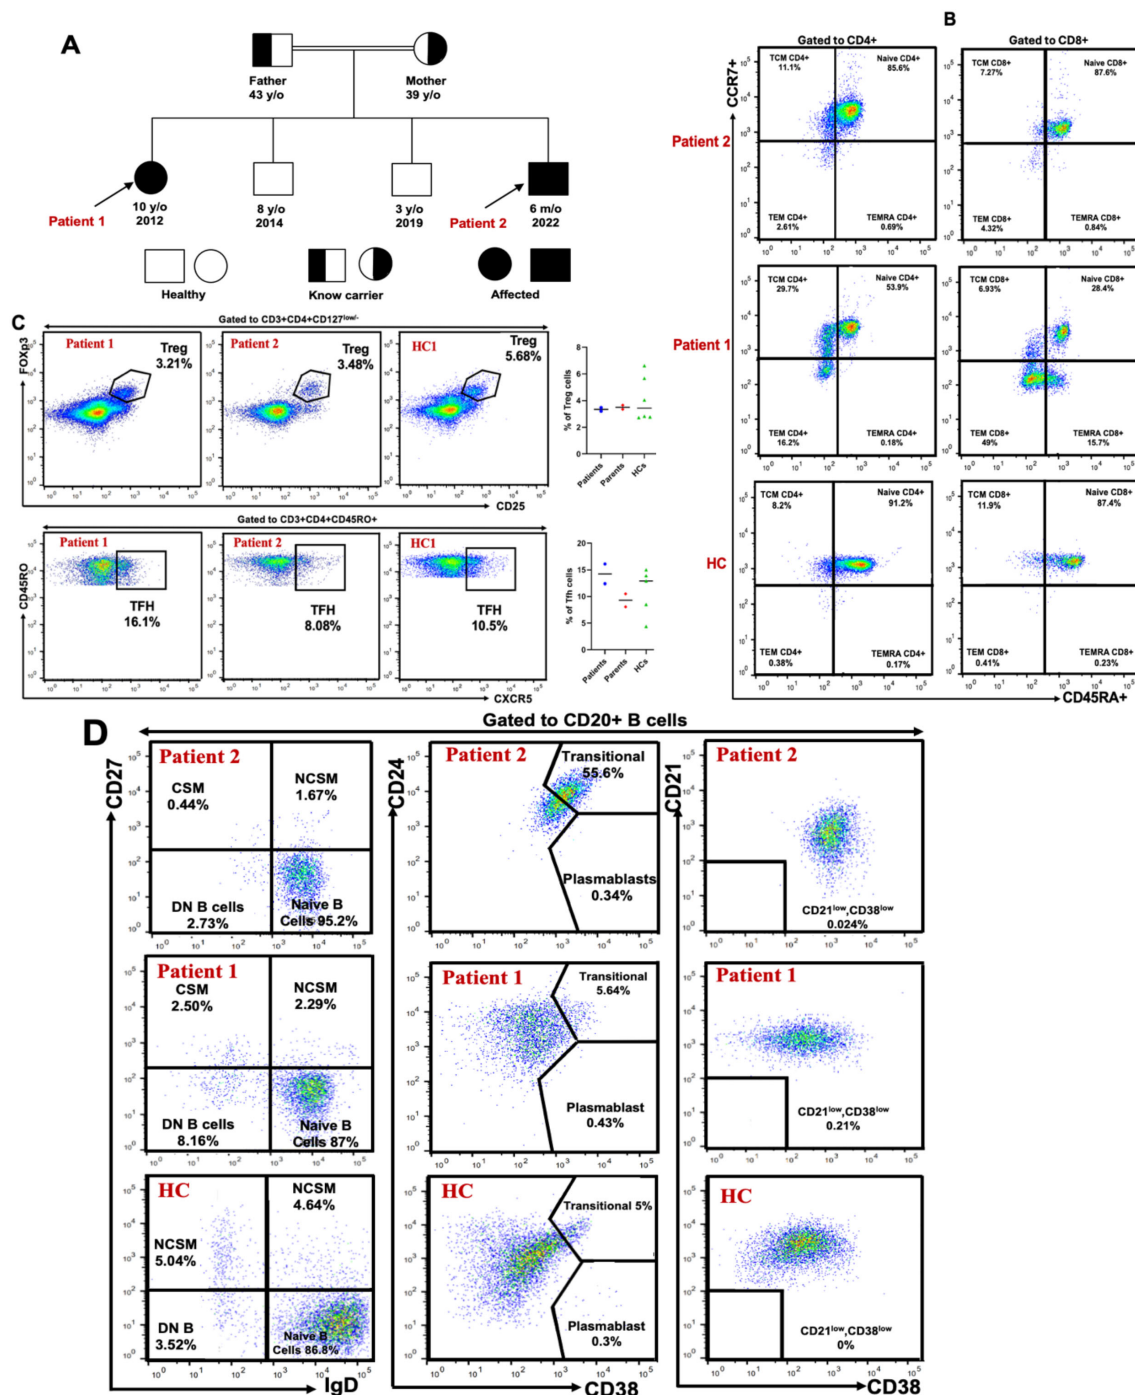 A
Father
43 y/o
Mother
39 y/o
Patient 1
10 y/o
2012
8 y/o
2014
3 y/o
2019
Patient 2
6 m/o
2022
Healthy
Know carrier
Affected
B
Gated to CD4+
Gated to CD8+
CCR7+
Patient 2
TCM CD4+
11.1%
Naive CD4+
85.6%
TEM CD4+
2.61%
TEMRA CD4+
0.69%
TCM CD8+
7.27%
Naive CD8+
87.6%
TEM CD8+
4.32%
TEMRA CD8+
0.84%
Patient 1
TCM CD4+
29.7%
Naive CD4+
53.9%
TEM CD4+
16.2%
TEMRA CD4+
0.18%
TCM CD8+
6.93%
Naive CD8+
28.4%
TEM CD8+
49%
TEMRA CD8+
15.7%
HC
TCM CD4+
8.2%
Naive CD4+
91.2%
TEM CD4+
0.38%
TEMRA CD4+
0.17%
TCM CD8+
11.9%
Naive CD8+
87.4%
TEM CD8+
0.41%
TEMRA CD8+
0.23%
CD45RA+
C
Gated to CD3+CD4+CD127low/-
FOXp3
Patient 1
Treg
3.21%
Patient 2
Treg
3.48%
HC1
Treg
5.68%
CD25
% of Treg cells
8
6
4
2
0
Patients
Parents
HCs
Gated to CD3+CD4+CD45RO+
CD45RO
Patient 1
TFH
16.1%
Patient 2
TFH
8.08%
HC1
TFH
10.5%
CXCR5
% of Tfh cells
20
15
10
5
0
Patients
Parents
HCs
D
Gated to CD20+ B cells
CD27
Patient 2
CSM
0.44%
NCSM
1.67%
DN B cells
2.73%
Naive B
Cells 95.2%
CD24
Patient 2
Transitional
55.6%
Plasmablasts
0.34%
CD21
Patient 2
CD21low,CD38low
0.024%
Patient 1
CSM
2.50%
NCSM
2.29%
DN B cells
8.16%
Naive B
Cells 87%
Patient 1
Transitional
5.64%
Plasmablast
0.43%
Patient 1
CD21low,CD38low
0.21%
HC
NCSM
4.64%
NCSM
5.04%
DN B
3.52%
Naive B
Cells 86.8%
IgD
HC
Transitional 5%
Plasmablast
0.3%
CD38
HC
CD21low,CD38low
0%
CD38